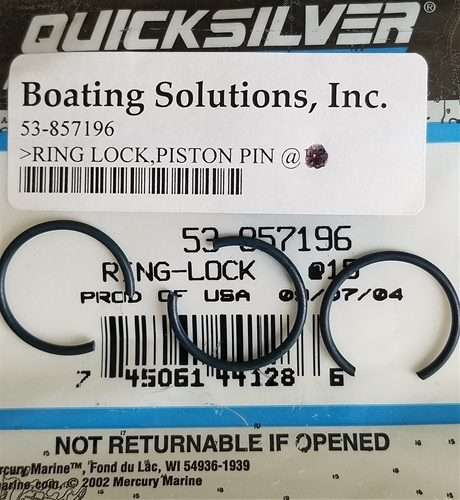 QUICKSILVER®
Boating Solutions, Inc.
53-857196
>RING LOCK,PISTON PIN @
53-857196
RING-LOCK @15
PROD OF USA 09/07/04
7 45061 44128 6
NOT RETURNABLE IF OPENED
Marine™, Fond du Lac, WI 54936-1939
© 2002 Mercury Marine